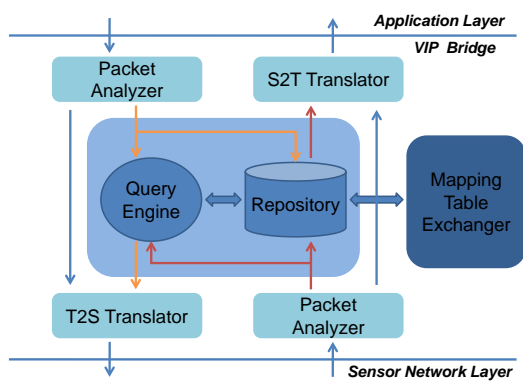 Application Layer
VIP Bridge
Packet
Analyzer
S2T Translator
Query
Engine
Repository
Mapping
Table
Exchanger
T2S Translator
Packet
Analyzer
Sensor Network Layer